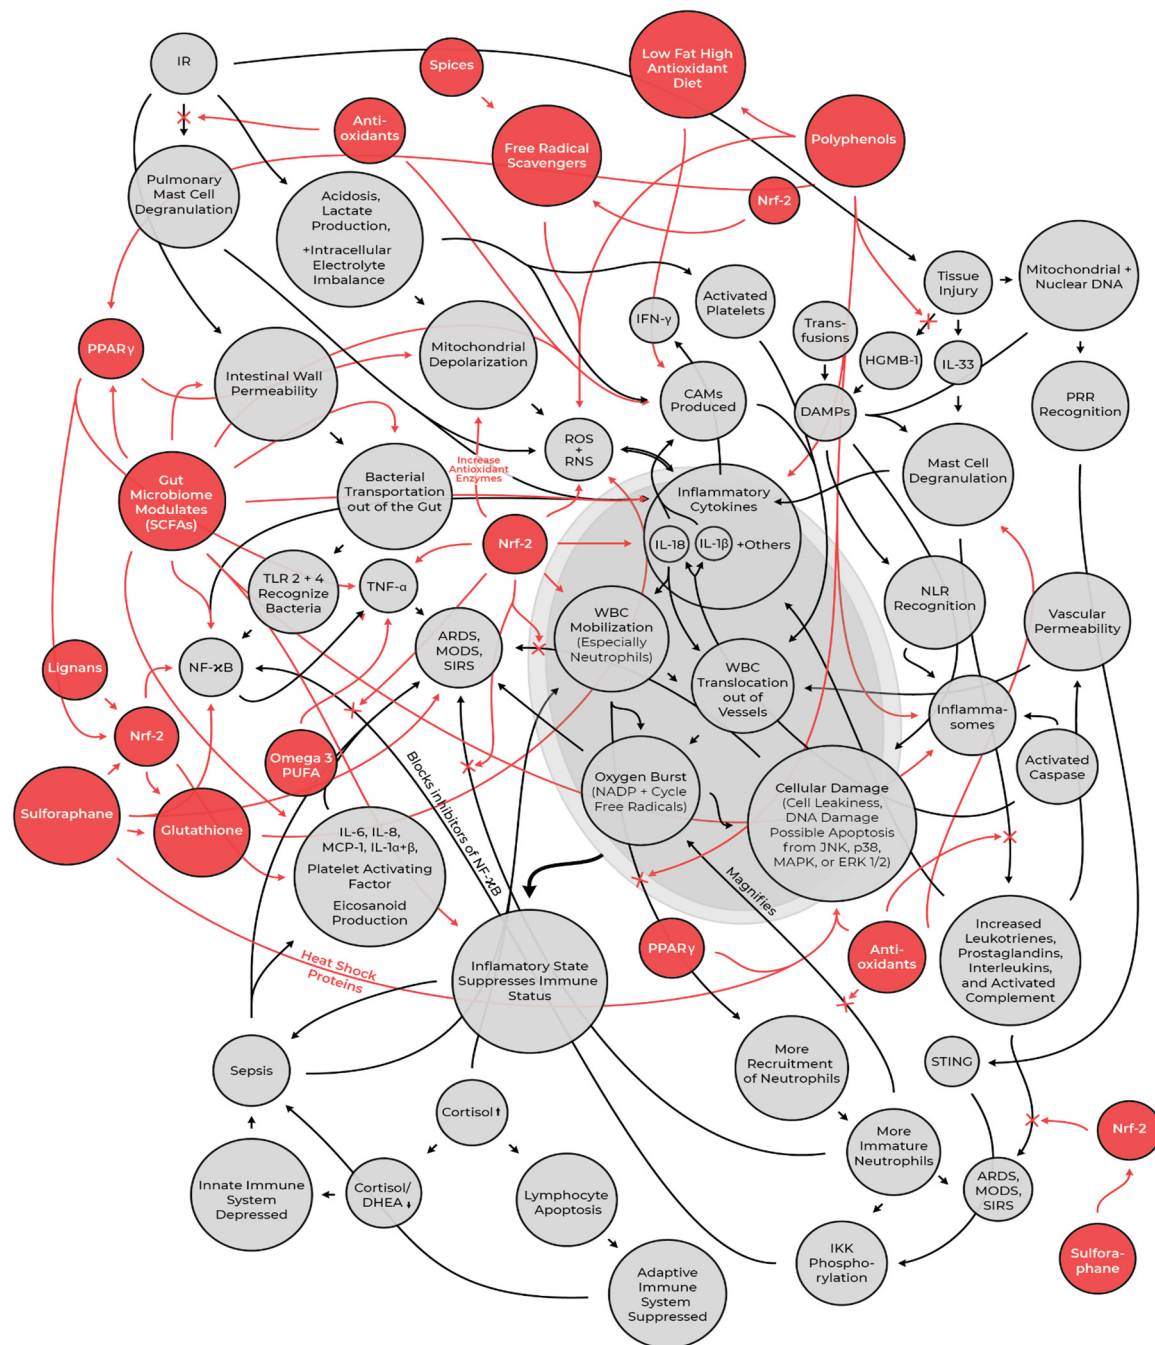 IR
Spices
Low Fat High
Antioxidant
Diet
Anti-
oxidants
Free Radical
Scavengers
Polyphenols
Pulmonary
Mast Cell
Degranulation
Acidosis,
Lactate
Production,
+Intracellular
Electrolyte
Imbalance
Nrf-2
Tissue
Injury
Mitochondrial +
Nuclear DNA
Activated
Platelets
IFN-γ
Trans-
fusions
HGMB-1
IL-33
PPARγ
Mitochondrial
Depolarization
Intestinal Wall
Permeability
CAMs
Produced
DAMPs
PRR
Recognition
ROS
+
RNS
Increase
Antioxidant
Enzymes
Mast Cell
Degranulation
Gut
Microbiome
Modulates
(SCFAs)
Bacterial
Transportation
out of the Gut
Inflammatory
Cytokines
IL-18
IL-1β
+Others
Nrf-2
TLR 2 + 4
Recognize
Bacteria
TNF-α
NLR
Recognition
Vascular
Permeability
ARDS,
MODS,
SIRS
WBC
Mobilization
(Especially
Neutrophils)
WBC
Translocation
out of
Vessels
Lignans
NF-ϰB
Nrf-2
Inflamma-
somes
Omega 3
PUFA
Activated
Caspase
Sulforaphane
Glutathione
Blocks inhibitors of NF-ϰB
Oxygen Burst
(NADP + Cycle
Free Radicals)
Cellular Damage
(Cell Leakiness,
DNA Damage
Possible Apoptosis
from JNK, p38,
MAPK, or ERK 1/2)
IL-6, IL-8,
MCP-1, IL-1α+β,
Platelet Activating
Factor
Eicosanoid
Production
Magnifies
Heat Shock
Proteins
Inflamatory State
Suppresses Immune
Status
PPARγ
Anti-
oxidants
Increased
Leukotrienes,
Prostaglandins,
Interleukins,
and Activated
Complement
Sepsis
More
Recruitment
of Neutrophils
STING
Cortisol⬆
Nrf-2
More
Immature
Neutrophils
Innate Immune
System
Depressed
Cortisol/
DHEA⬇
Lymphocyte
Apoptosis
ARDS,
MODS,
SIRS
IKK
Phospho-
rylation
Sulfora-
phane
Adaptive
Immune
System
Suppressed